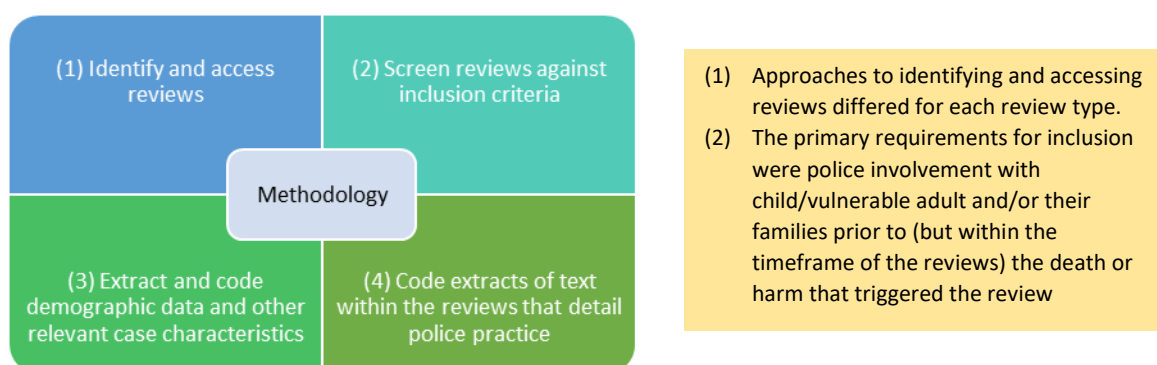 (1) Identify and access
reviews
(2) Screen reviews against
inclusion criteria
Methodology
(3) Extract and code
demographic data and other
relevant case characteristics
(4) Code extracts of text
within the reviews that detail
police practice
(1) Approaches to identifying and accessing
reviews differed for each review type.
(2) The primary requirements for inclusion
were police involvement with
child/vulnerable adult and/or their
families prior to (but within the
timeframe of the reviews) the death or
harm that triggered the review